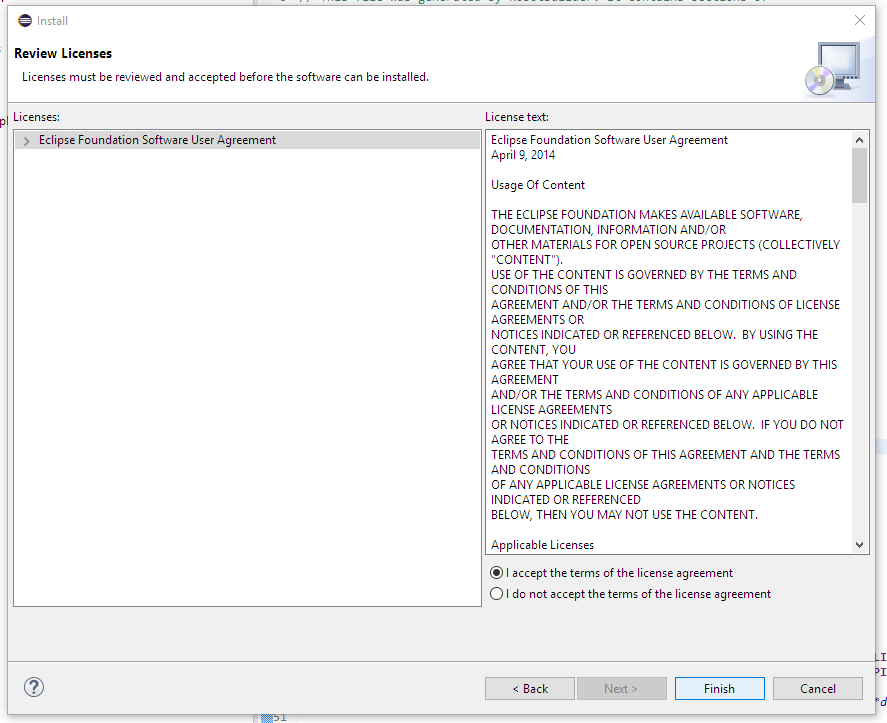 Install
Review Licenses
Licenses must be reviewed and accepted before the software can be installed.
Licenses:
Eclipse Foundation Software User Agreement
License text:
Eclipse Foundation Software User Agreement
April 9, 2014
Usage Of Content
THE ECLIPSE FOUNDATION MAKES AVAILABLE SOFTWARE,
DOCUMENTATION, INFORMATION AND/OR
OTHER MATERIALS FOR OPEN SOURCE PROJECTS (COLLECTIVELY
"CONTENT").
USE OF THE CONTENT IS GOVERNED BY THE TERMS AND
CONDITIONS OF THIS
AGREEMENT AND/OR THE TERMS AND CONDITIONS OF LICENSE
AGREEMENTS OR
NOTICES INDICATED OR REFERENCED BELOW.  BY USING THE
CONTENT, YOU
AGREE THAT YOUR USE OF THE CONTENT IS GOVERNED BY THIS
AGREEMENT
AND/OR THE TERMS AND CONDITIONS OF ANY APPLICABLE
LICENSE AGREEMENTS
OR NOTICES INDICATED OR REFERENCED BELOW.  IF YOU DO NOT
AGREE TO THE
TERMS AND CONDITIONS OF THIS AGREEMENT AND THE TERMS
AND CONDITIONS
OF ANY APPLICABLE LICENSE AGREEMENTS OR NOTICES
INDICATED OR REFERENCED
BELOW, THEN YOU MAY NOT USE THE CONTENT.
Applicable Licenses
I accept the terms of the license agreement
I do not accept the terms of the license agreement
?
< Back
Next >
Finish
Cancel
51